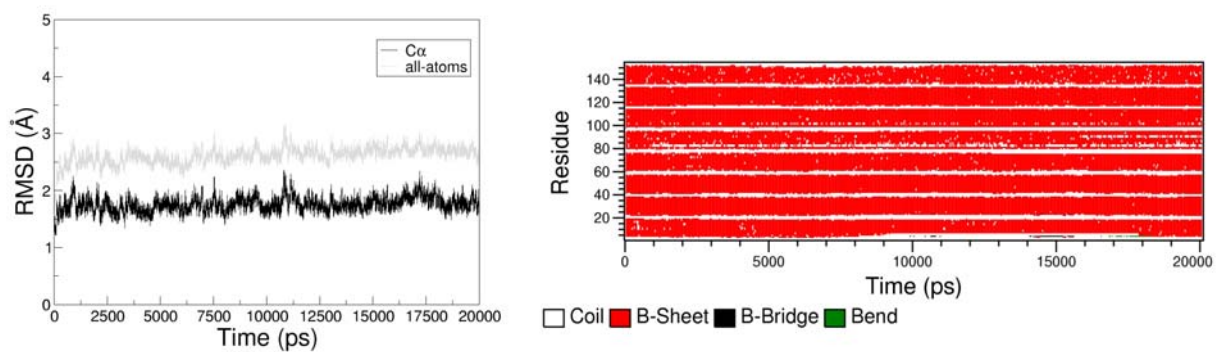 5
4
3
2
1
0
RMSD (Å)
Cα
all-atoms
0 2500 5000 7500 10000 12500 15000 17500 20000
Time (ps)
140
120
100
80
60
40
20
Residue
0 5000 10000 15000 20000
Time (ps)
Coil B-Sheet B-Bridge Bend